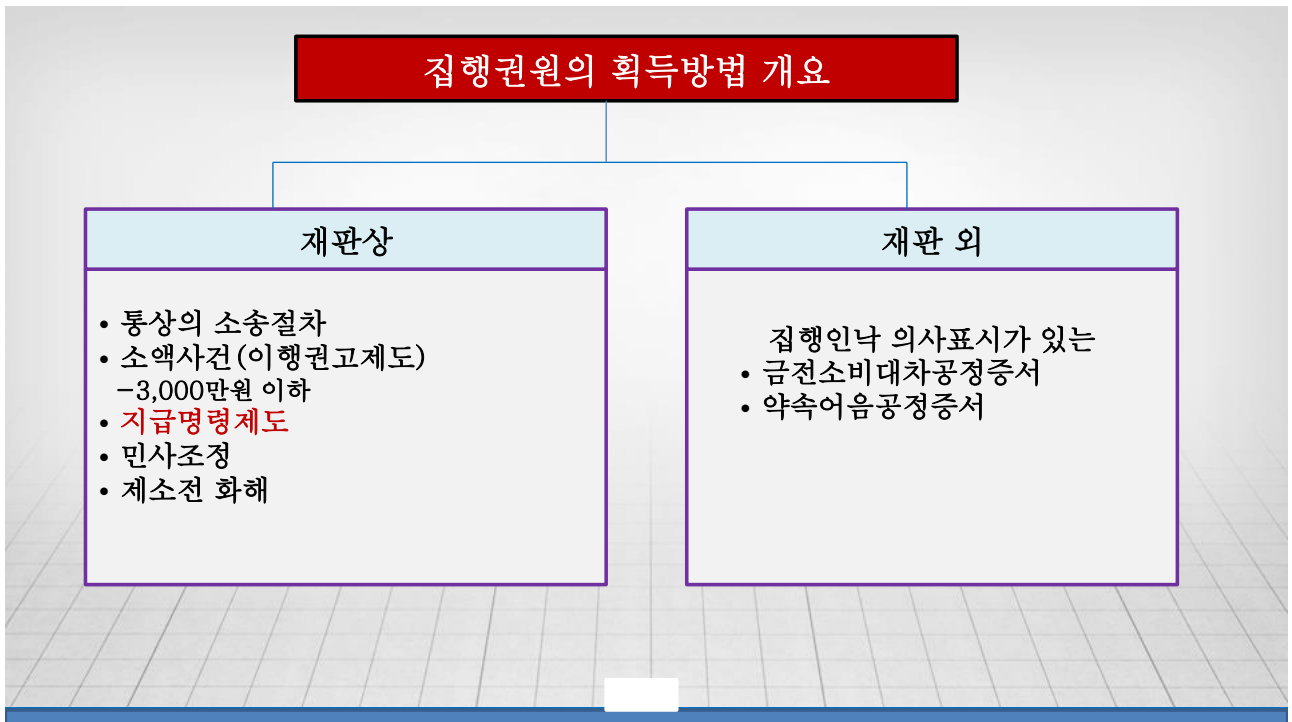 집행권원의 획득방법 개요
재판상
• 통상의 소송절차
• 소액사건(이행권고제도)
−3,000만원 이하
• 지급명령제도
• 민사조정
• 제소전 화해
재판 외
집행인낙 의사표시가 있는
• 금전소비대차공정증서
• 약속어음공정증서